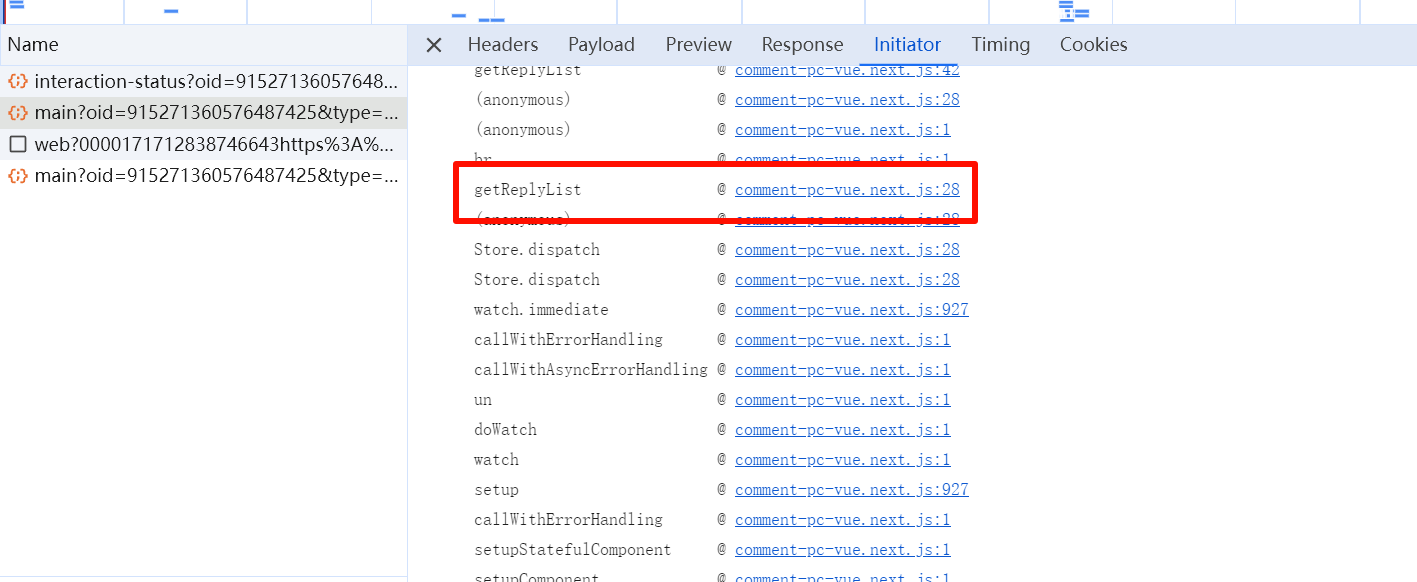 Name
Headers Payload Preview Response Initiator Timing Cookies
interaction-status?oid=91527136057648...
main?oid=915271360576487425&type=...
web?0000171712838746643https%3A%...
main?oid=915271360576487425&type=...
getReplyList @ comment-pc-vue.next.js:42
(anonymous) @ comment-pc-vue.next.js:28
(anonymous) @ comment-pc-vue.next.js:1
br @ comment-pc-vue.next.js:1
getReplyList @ comment-pc-vue.next.js:28
(anonymous) @ comment-pc-vue.next.js:28
Store.dispatch @ comment-pc-vue.next.js:28
Store.dispatch @ comment-pc-vue.next.js:28
watch.immediate @ comment-pc-vue.next.js:927
callWithErrorHandling @ comment-pc-vue.next.js:1
callWithAsyncErrorHandling @ comment-pc-vue.next.js:1
un @ comment-pc-vue.next.js:1
doWatch @ comment-pc-vue.next.js:1
watch @ comment-pc-vue.next.js:1
setup @ comment-pc-vue.next.js:927
callWithErrorHandling @ comment-pc-vue.next.js:1
setupStatefulComponent @ comment-pc-vue.next.js:1
setupComponent @ comment-pc-vue.next.js:1